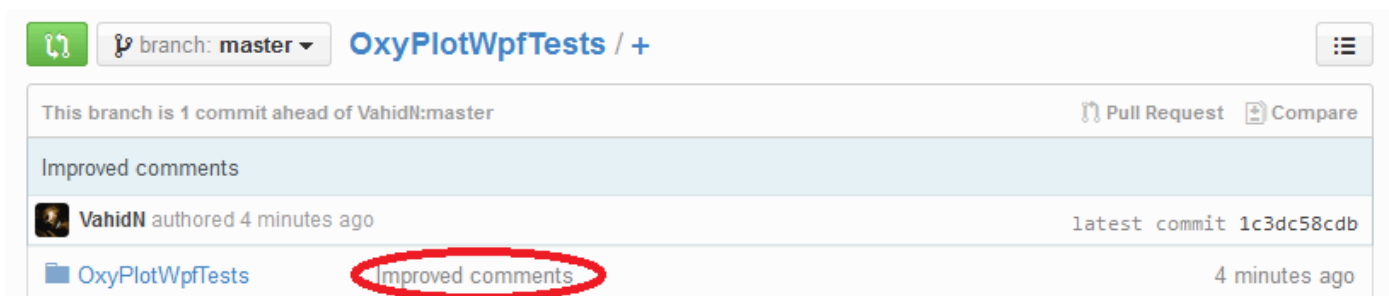 branch: master OxyPlotWpfTests / +
This branch is 1 commit ahead of VahidN:master Pull Request Compare
Improved comments
VahidN authored 4 minutes ago latest commit 1c3dc58cdb
OxyPlotWpfTests Improved comments 4 minutes ago